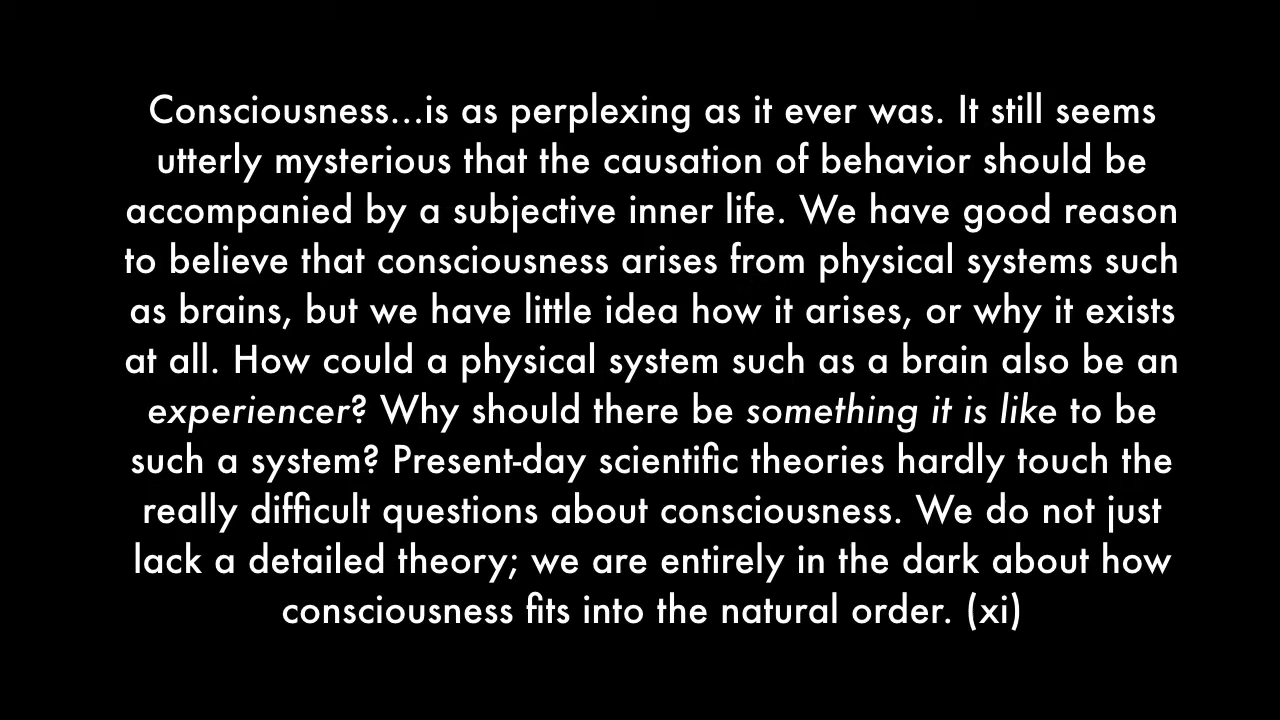 Consciousness...is as perplexing as it ever was. It still seems
utterly mysterious that the causation of behavior should be
accompanied by a subjective inner life. We have good reason
to believe that consciousness arises from physical systems such
as brains, but we have little idea how it arises, or why it exists
at all. How could a physical system such as a brain also be an
experiencer? Why should there be something it is like to be
such a system? Present-day scientific theories hardly touch the
really difficult questions about consciousness. We do not just
lack a detailed theory; we are entirely in the dark about how
consciousness fits into the natural order. (xi)